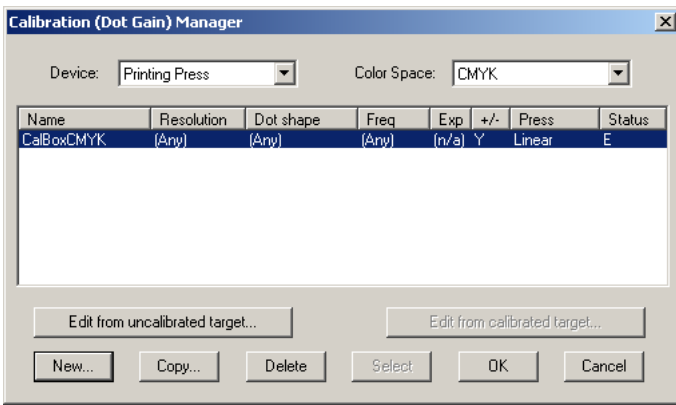 Calibration (Dot Gain) Manager
Device: Printing Press Color Space: CMYK
Name Resolution Dot shape Freq Exp +/- Press Status
CalBoxCMYK (Any) (Any) (Any) (n/a) Y Linear E
Edit from uncalibrated target... Edit from calibrated target...
New... Copy... Delete Select OK Cancel